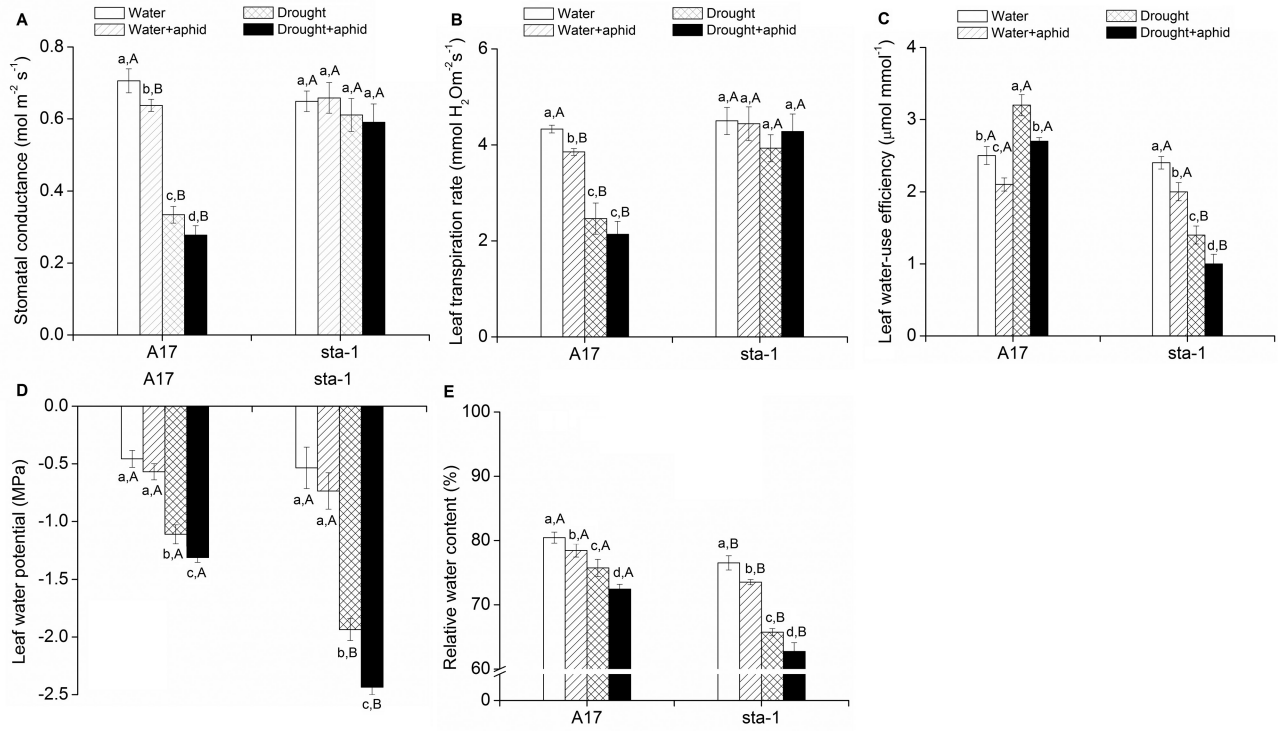 A
Water
Water+aphid
Drought
Drought+aphid
Stomatal conductance (mol m⁻² s⁻¹)
0.8
0.6
0.4
0.2
0.0
a,A
b,B
c,B
d,B
a,A
a,A
a,A
a,A
A17
sta-1
B
Water
Water+aphid
Drought
Drought+aphid
Leaf transpiration rate (mmol H₂Om⁻²s⁻¹)
6
4
2
0
a,A
b,B
c,B
c,B
a,A
a,A
a,A
a,A
A17
sta-1
C
Water
Water+aphid
Drought
Drought+aphid
Leaf water-use efficiency (μmol mmol⁻¹)
4
3
2
1
0
b,A
c,A
a,A
b,A
a,A
b,A
c,B
d,B
A17
sta-1
D
A17
sta-1
Leaf water potential (MPa)
0.0
-0.5
-1.0
-1.5
-2.0
-2.5
a,A
a,A
b,A
c,A
a,A
a,A
b,B
c,B
E
Relative water content (%)
100
90
80
70
60
0
a,A
b,A
c,A
d,A
a,B
b,B
c,B
d,B
A17
sta-1